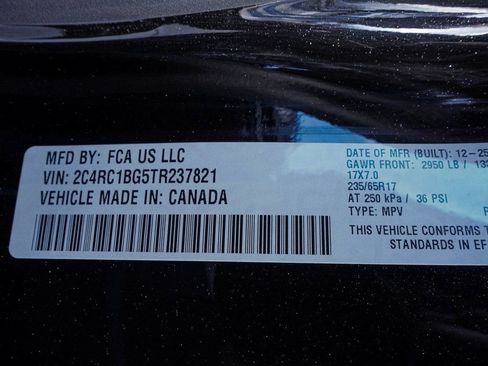 MFD BY: FCA US LLC
VIN: 2C4RC1BG5TR237821
VEHICLE MADE IN: CANADA
DATE OF MFR (BUILT): 12-25
GAWR FRONT: 2950 LB /
17X7.0
235/65R17
AT 250 kPa / 36 PSI
TYPE: MPV
THIS VEHICLE CONFORMS
STANDARDS IN